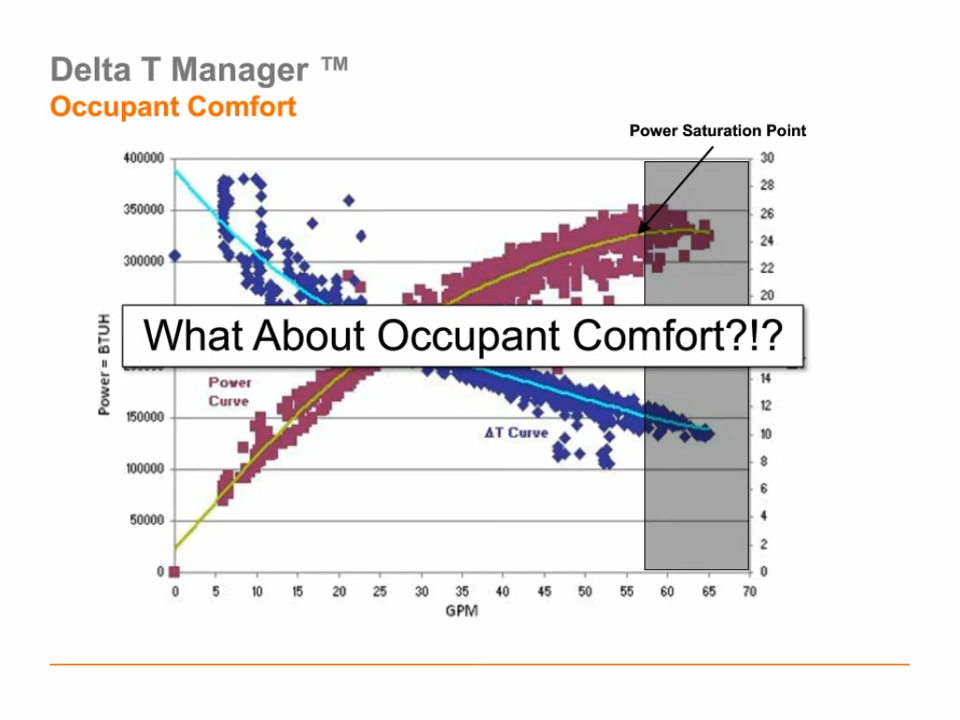 Delta T Manager ™
Occupant Comfort
Power Saturation Point
400000
30
28
350000
26
24
300000
22
20
What About Occupant Comfort?!?
Power = BTUH
Power
Curve
14
150000
12
ΔT Curve
10
100000
8
6
50000
4
2
0
0
0 5 10 15 20 25 30 35 40 45 50 55 60 65 70
GPM